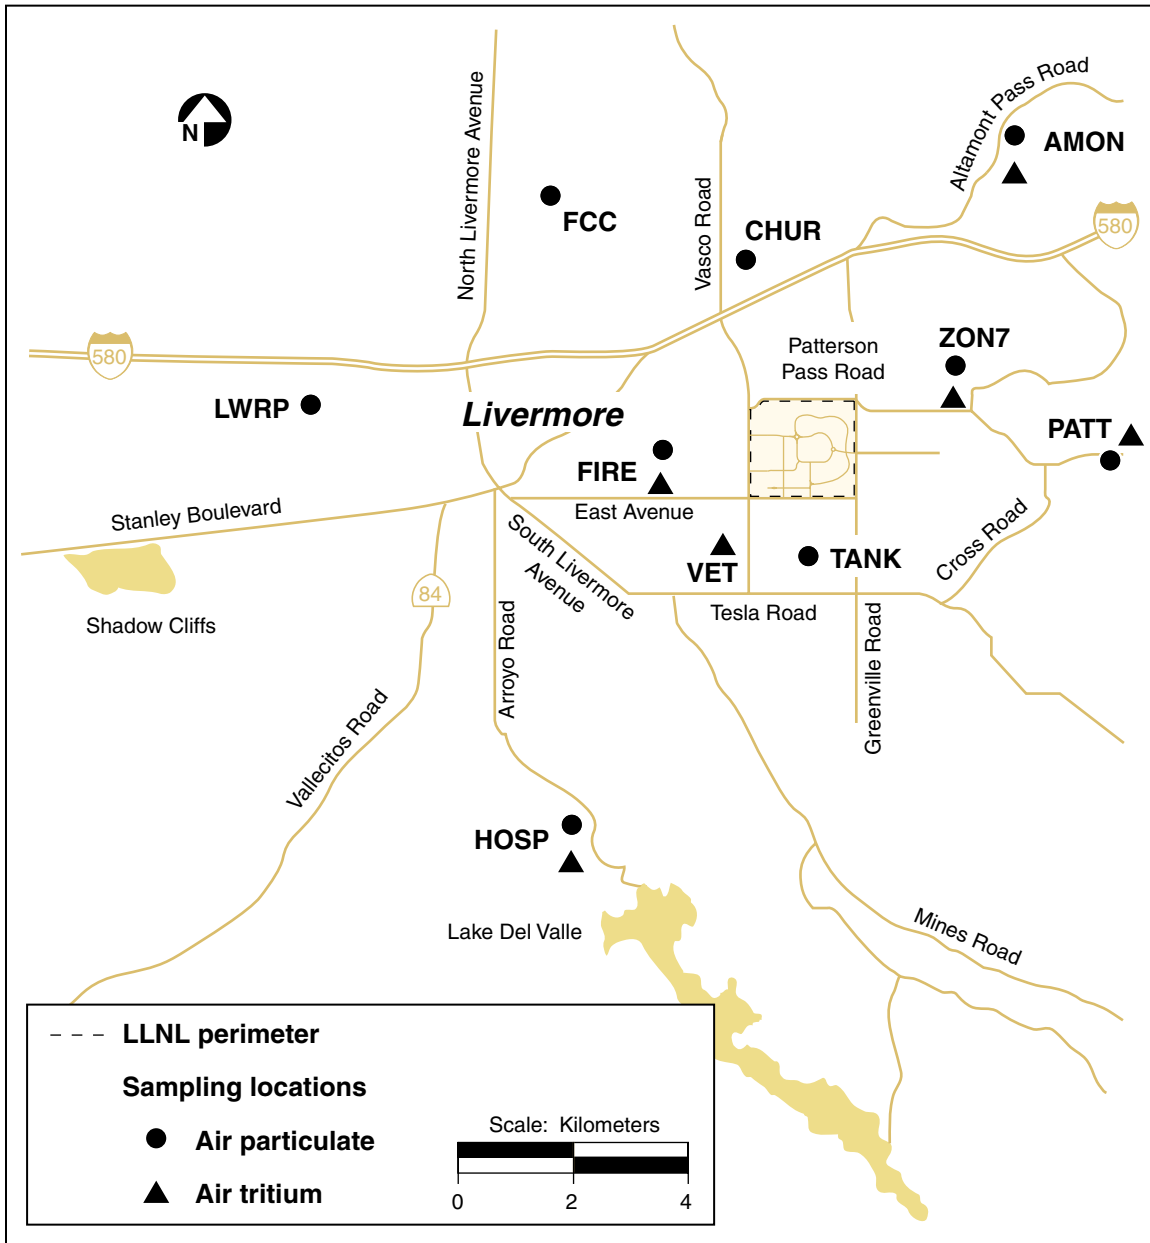 Altamont Pass Road
North Livermore Avenue
N
AMON
Vasco Road
FCC
CHUR
580
580
Patterson
Pass Road
ZON7
LWRP
Livermore
PATT
FIRE
Stanley Boulevard
East Avenue
South Livermore
Avenue
VET
TANK
Cross Road
84
Shadow Cliffs
Tesla Road
Arroyo Road
Greenville Road
Vallecitos Road
HOSP
Lake Del Valle
Mines Road
LLNL perimeter
Sampling locations
Air particulate
Air tritium
Scale: Kilometers
0 2 4